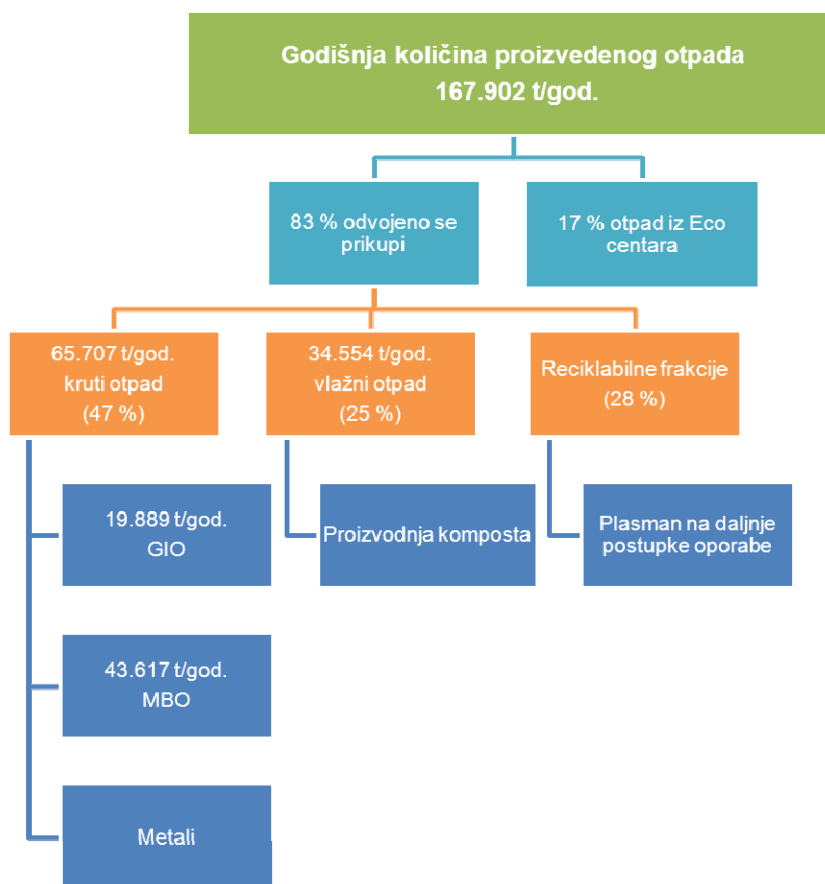 Godišnja količina proizvedenog otpada
167.902 t/god.
83 % odvojeno se
prikupi
17 % otpad iz Eco
centara
65.707 t/god.
kruti otpad
(47 %)
34.554 t/god.
vlažni otpad
(25 %)
Reciklabilne frakcije
(28 %)
19.889 t/god.
GIO
Proizvodnja komposta
Plasman na daljnje
postupke oporabe
43.617 t/god.
MBO
Metali